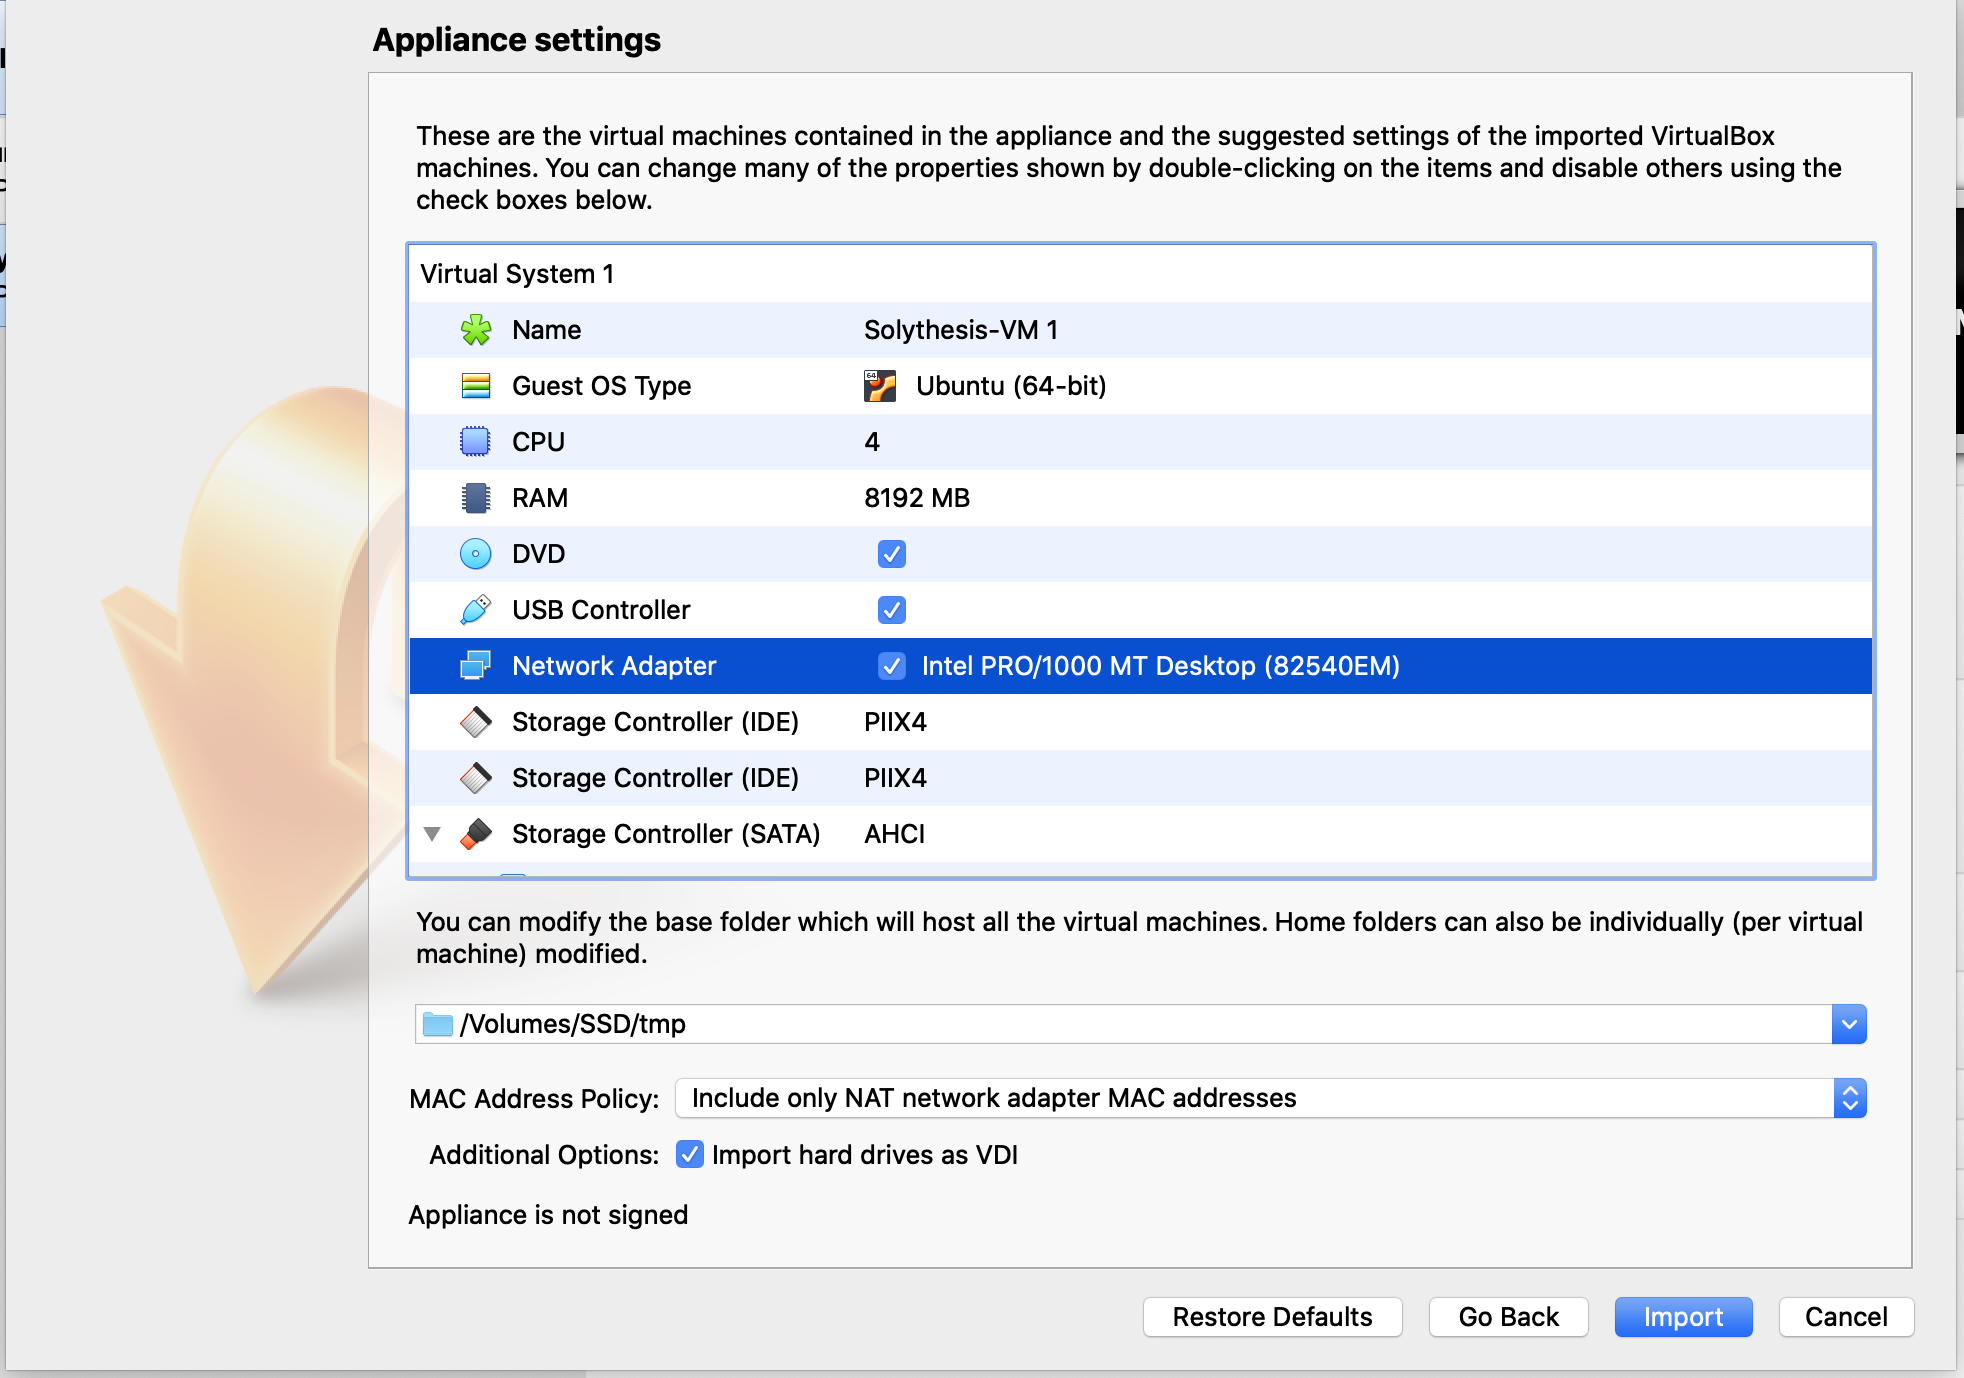 Appliance settings
These are the virtual machines contained in the appliance and the suggested settings of the imported VirtualBox
machines. You can change many of the properties shown by double-clicking on the items and disable others using the
check boxes below.
Virtual System 1
Name Solythesis-VM 1
Guest OS Type 64 Ubuntu (64-bit)
CPU 4
RAM 8192 MB
DVD
USB Controller
Network Adapter Intel PRO/1000 MT Desktop (82540EM)
Storage Controller (IDE) PIIX4
Storage Controller (IDE) PIIX4
Storage Controller (SATA) AHCI
You can modify the base folder which will host all the virtual machines. Home folders can also be individually (per virtual
machine) modified.
/Volumes/SSD/tmp
MAC Address Policy: Include only NAT network adapter MAC addresses
Additional Options: Import hard drives as VDI
Appliance is not signed
Restore Defaults Go Back Import Cancel